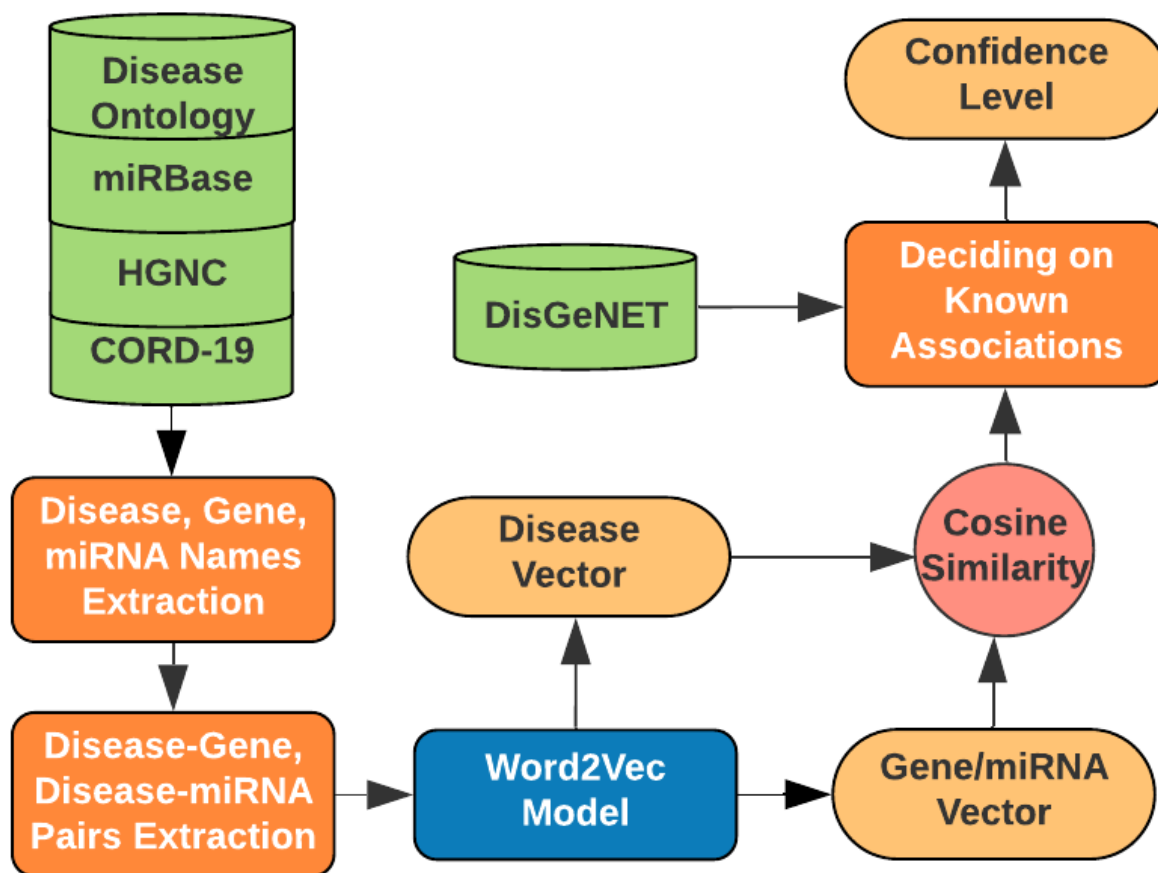 Disease
Ontology
miRBase
HGNC
CORD-19
Disease, Gene,
miRNA Names
Extraction
Disease-Gene,
Disease-miRNA
Pairs Extraction
Word2Vec
Model
Disease
Vector
Gene/miRNA
Vector
Cosine
Similarity
DisGeNET
Deciding on
Known
Associations
Confidence
Level